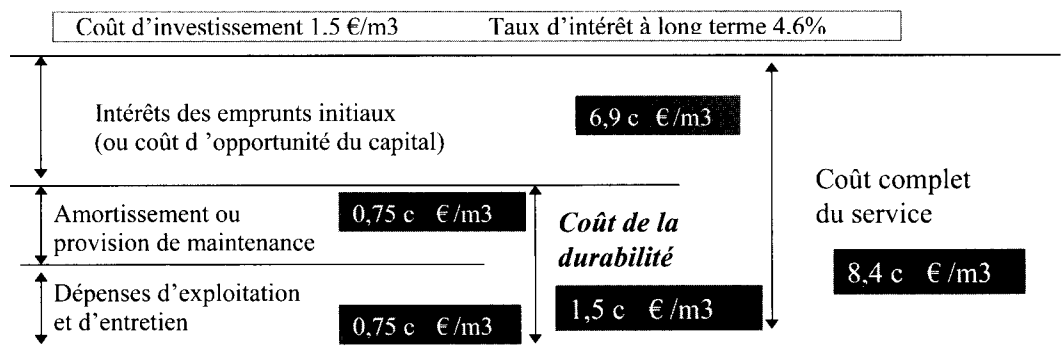 Coût d'investissement 1.5 €/m3 Taux d'intérêt à long terme 4.6%
Intérêts des emprunts initiaux
(ou coût d 'opportunité du capital)
6,9 c €/m3
Amortissement ou
provision de maintenance
0,75 c €/m3
Dépenses d'exploitation
et d'entretien
0,75 c €/m3
Coût de la
durabilité
1,5 c €/m3
Coût complet
du service
8,4 c €/m3